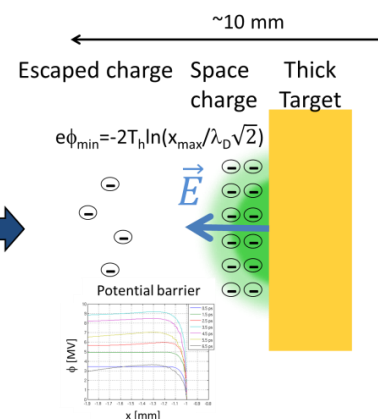 ~10 mm
Escaped charge Space charge Thick Target
eϕmin=-2Thln(xmax/λD√2)
E
Potential barrier
ϕ [MV]
x [mm]